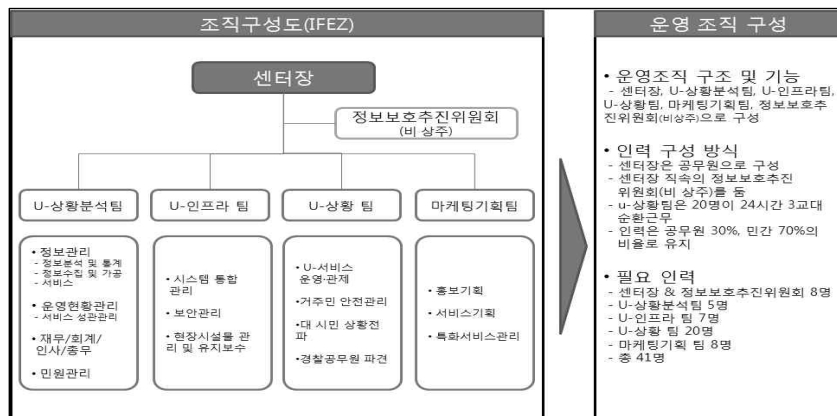 조직구성도(IFEZ)
센터장
정보보호추진위원회
(비 상주)
U-상황분석팀
U-인프라 팀
U-상황 팀
마케팅기획팀
• 정보관리
- 정보분석 및 통계
- 정보수집 및 가공
- 서비스
• 운영현황관리
- 서비스 성관관리
• 재무/회계/
인사/총무
• 민원관리
• 시스템 통합
관리
• 보안관리
• 현장시설물 관
리 및 유지보수
• U-서비스
운영·관제
• 거주민 안전관리
• 대 시민 상황전
파
• 경찰공무원 파견
• 홍보기획
• 서비스기획
• 특화서비스관리
운영 조직 구성
• 운영조직 구조 및 기능
- 센터장, U-상황분석팀, U-인프라팀,
U-상황팀, 마케팅기획팀, 정보보호추
진위원회(비상주)으로 구성
• 인력 구성 방식
- 센터장은 공무원으로 구성
- 센터장 직속의 정보보호추진
위원회(비 상주)를 둠
- u-상황팀은 20명이 24시간 3교대
순환근무
- 인력은 공무원 30%, 민간 70%의
비율로 유지
• 필요 인력
- 센터장 & 정보보호추진위원회 8명
- U-상황분석팀 5명
- U-인프라 팀 7명
- U-상황 팀 20명
- 마케팅기획 팀 8명
- 총 41명